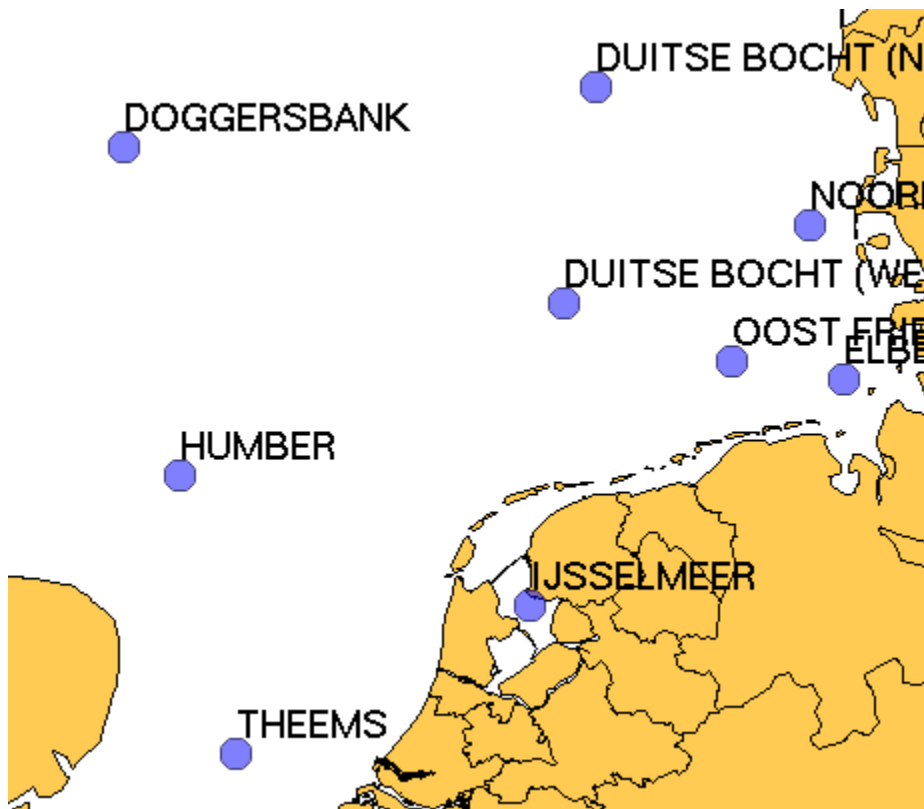 DUITSE BOCHT (N
DOGGERSBANK
NOORD
DUITSE BOCHT (WE
OOST FRIE
ELBE
HUMBER
IJSSELMEER
THEEMS